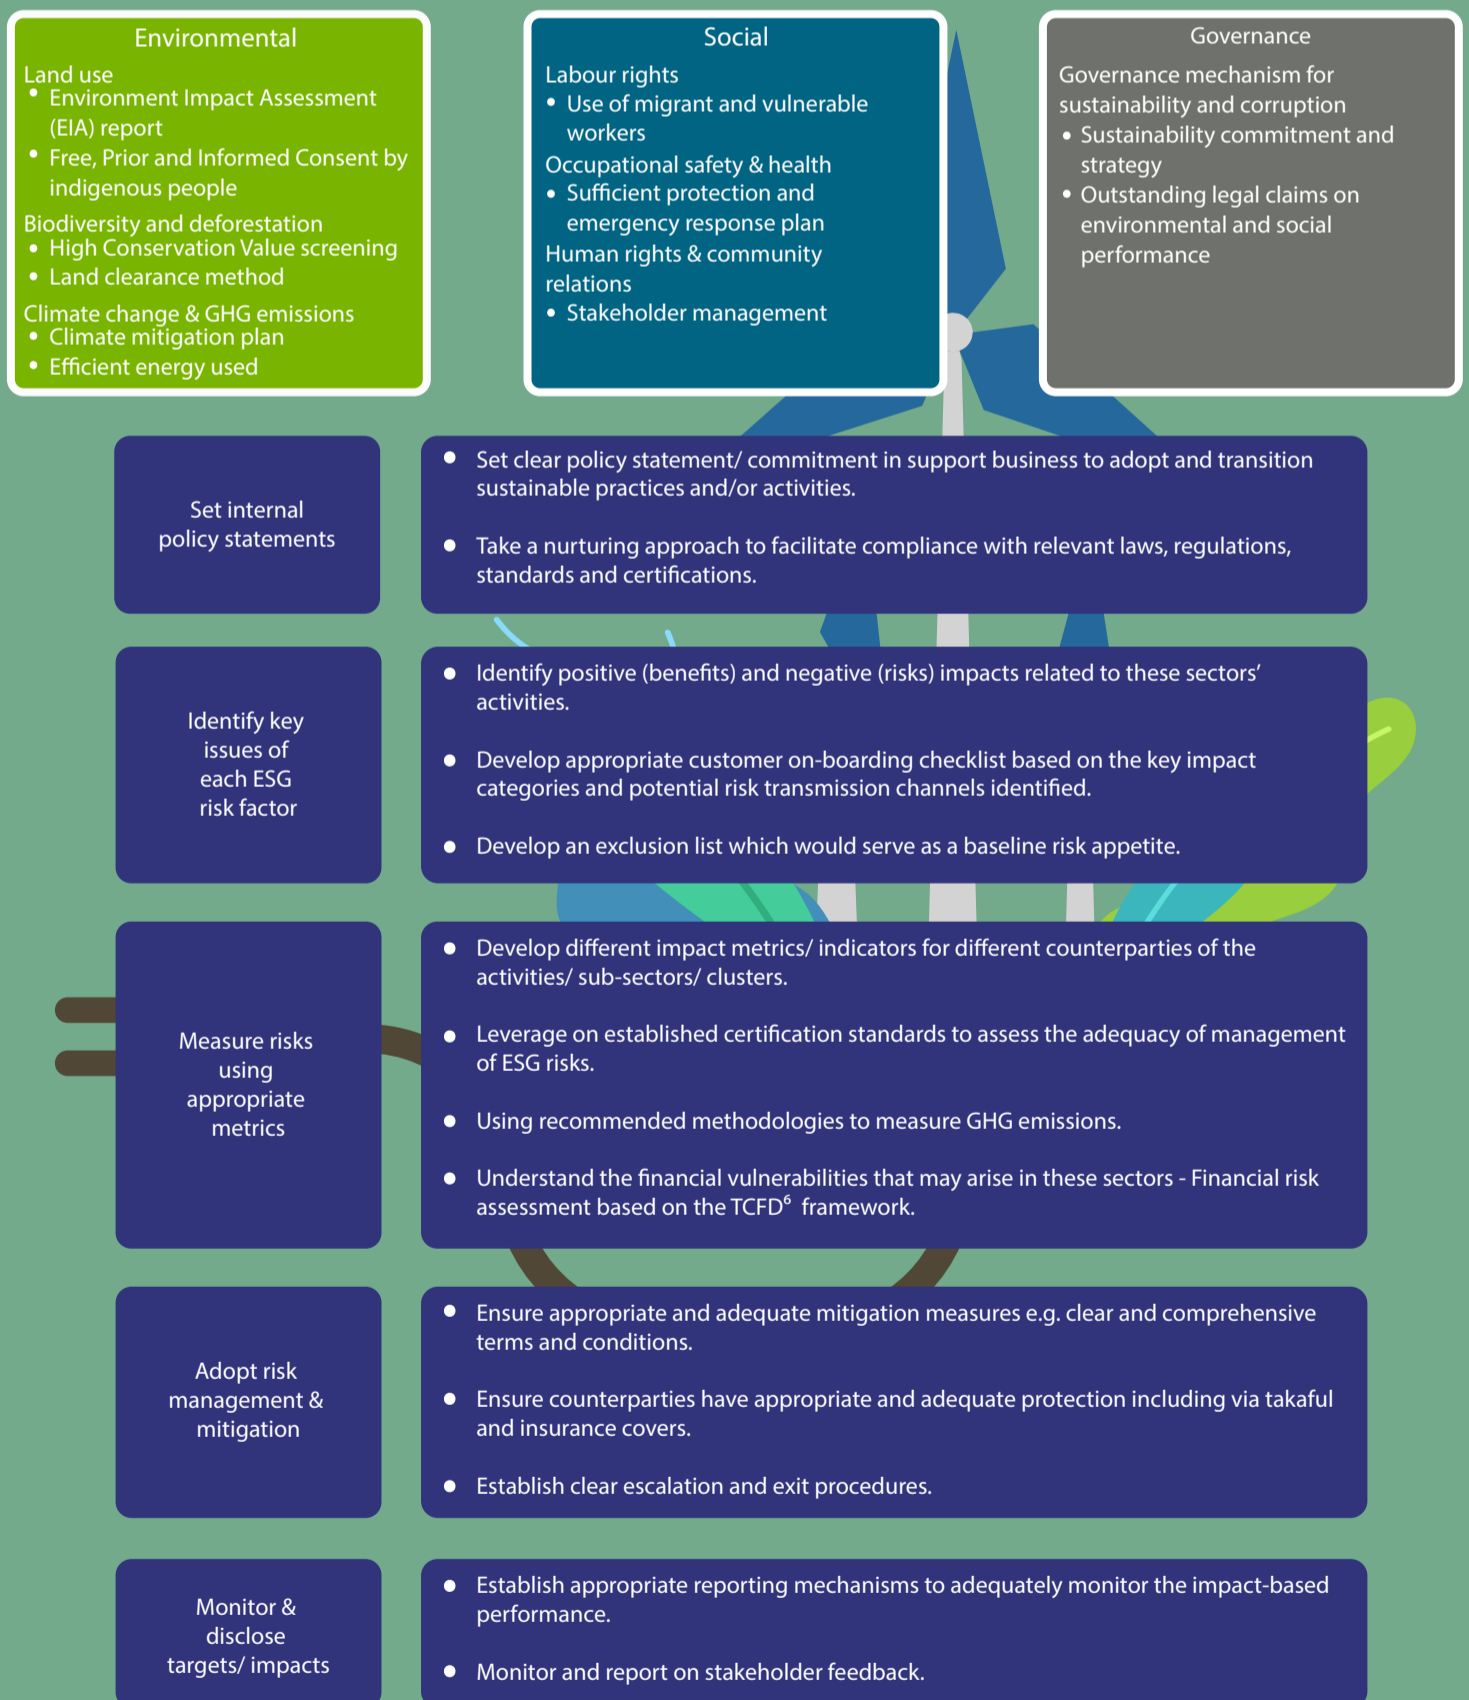 Environmental
Land use
• Environment Impact Assessment
(EIA) report
• Free, Prior and Informed Consent by
indigenous people
Biodiversity and deforestation
• High Conservation Value screening
• Land clearance method
Climate change & GHG emissions
• Climate mitigation plan
• Efficient energy used
Social
Labour rights
• Use of migrant and vulnerable
workers
Occupational safety & health
• Sufficient protection and
emergency response plan
Human rights & community
relations
• Stakeholder management
Governance
Governance mechanism for
sustainability and corruption
• Sustainability commitment and
strategy
• Outstanding legal claims on
environmental and social
performance
Set internal
policy statements
• Set clear policy statement/ commitment in support business to adopt and transition
sustainable practices and/or activities.
• Take a nurturing approach to facilitate compliance with relevant laws, regulations,
standards and certifications.
Identify key
issues of
each ESG
risk factor
• Identify positive (benefits) and negative (risks) impacts related to these sectors’
activities.
• Develop appropriate customer on-boarding checklist based on the key impact
categories and potential risk transmission channels identified.
• Develop an exclusion list which would serve as a baseline risk appetite.
Measure risks
using
appropriate
metrics
• Develop different impact metrics/ indicators for different counterparties of the
activities/ sub-sectors/ clusters.
• Leverage on established certification standards to assess the adequacy of management
of ESG risks.
• Using recommended methodologies to measure GHG emissions.
• Understand the financial vulnerabilities that may arise in these sectors - Financial risk
assessment based on the TCFD⁶ framework.
Adopt risk
management &
mitigation
• Ensure appropriate and adequate mitigation measures e.g. clear and comprehensive
terms and conditions.
• Ensure counterparties have appropriate and adequate protection including via takaful
and insurance covers.
• Establish clear escalation and exit procedures.
Monitor &
disclose
targets/ impacts
• Establish appropriate reporting mechanisms to adequately monitor the impact-based
performance.
• Monitor and report on stakeholder feedback.